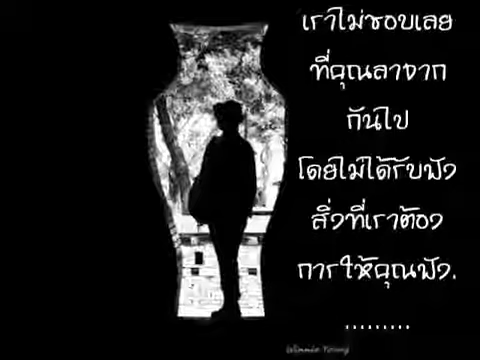 เราไม่ชอบเลย
ที่คุณลาจาก
กันไป
โดยไม่ได้รับฟัง
สิ่งที่เราต้อง
การให้คุณฟัง.
..........